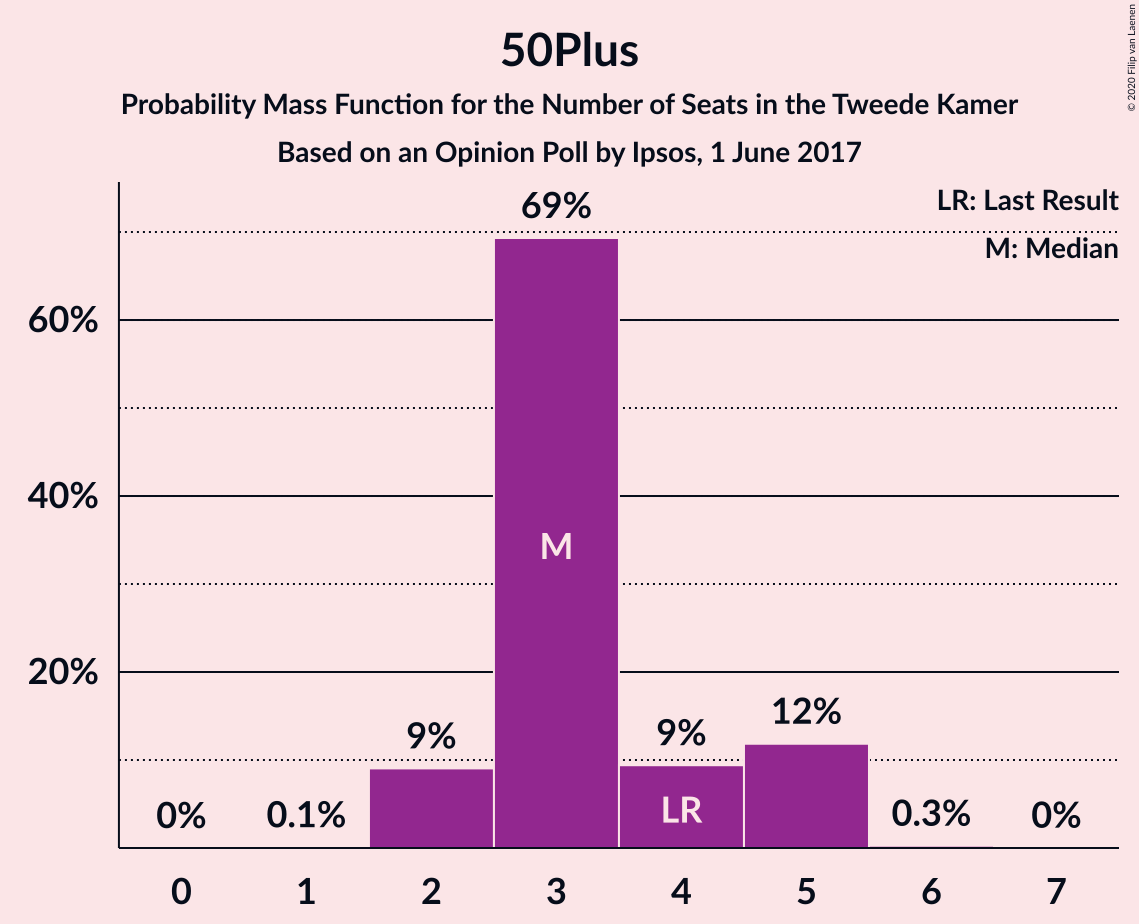 50Plus
Probability Mass Function for the Number of Seats in the Tweede Kamer
Based on an Opinion Poll by Ipsos, 1 June 2017
© 2020 Filip van Laenen
LR: Last Result
M: Median
69%
60%
40%
20%
M
0%
0.1%
9%
9%
LR
12%
0.3%
0%
0 1 2 3 4 5 6 7